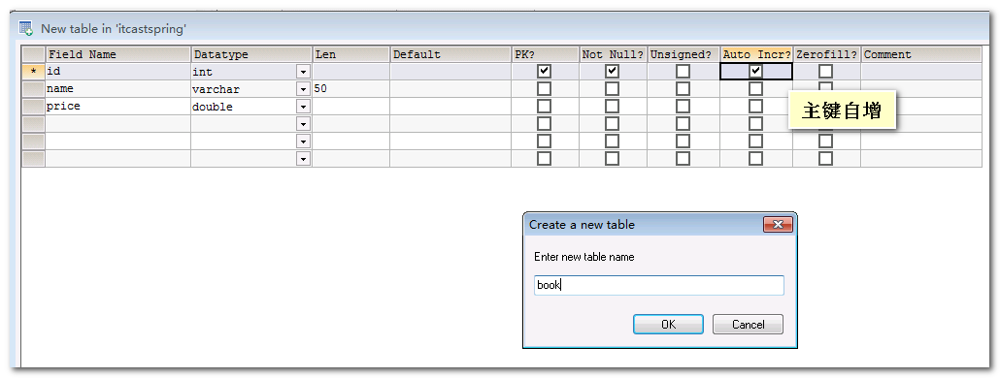 New table in 'itcastspring'
Field Name Datatype Len Default PK? Not Null? Unsigned? Auto Incr? Zerofill? Comment
* id int
name varchar 50
price double
主键自增
Create a new table
Enter new table name
book
OK Cancel